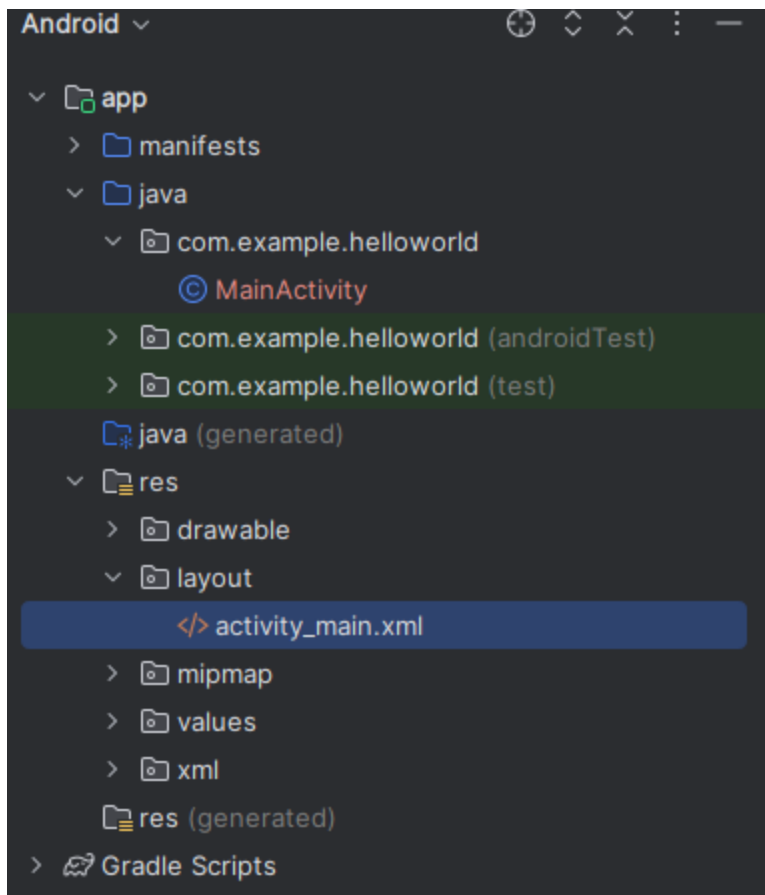 Android
app
manifests
java
com.example.helloworld
MainActivity
com.example.helloworld (androidTest)
com.example.helloworld (test)
java (generated)
res
drawable
layout
activity_main.xml
mipmap
values
xml
res (generated)
Gradle Scripts